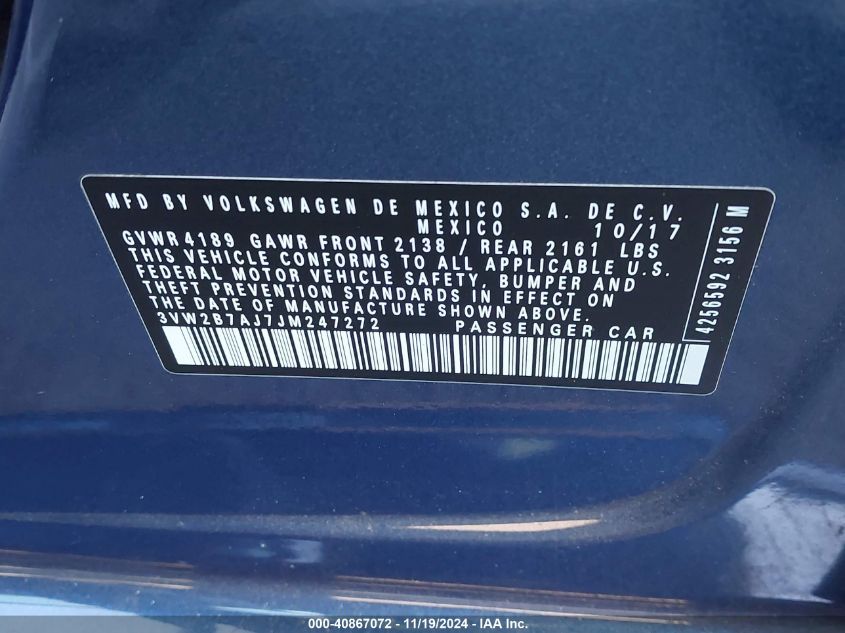 MFD BY VOLKSWAGEN DE MEXICO S.A. DE C.V.
MEXICO 10/17
GVWR 4189 GAWR FRONT 2138 / REAR 2161 LBS
THIS VEHICLE CONFORMS TO ALL APPLICABLE U.S.
FEDERAL MOTOR VEHICLE SAFETY, BUMPER AND
THEFT PREVENTION STANDARDS IN EFFECT ON
THE DATE OF MANUFACTURE SHOWN ABOVE.
3VW2B7AJ7JM247272 PASSENGER CAR
4256592 3156 M
000-40867072 - 11/19/2024 - IAA Inc.